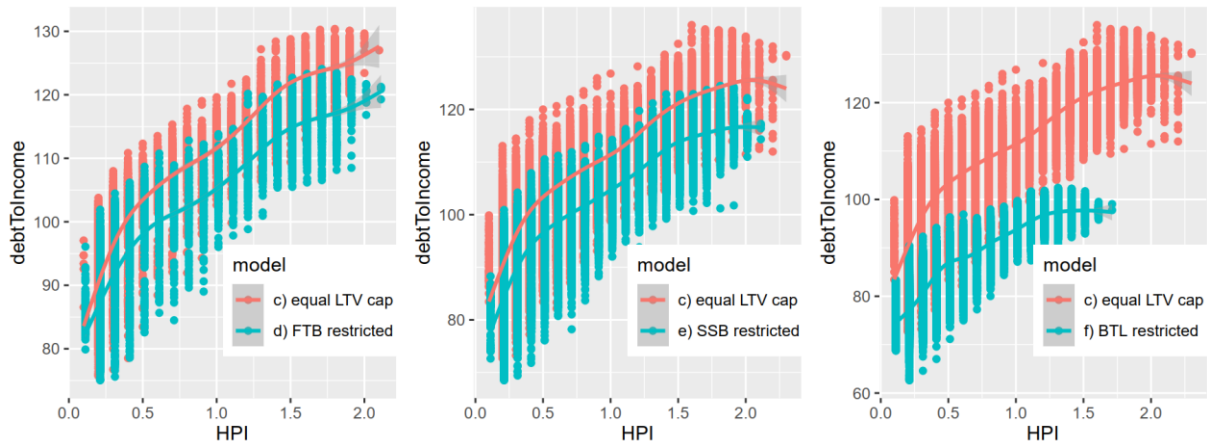 130
120
110
100
90
80
debtToIncome
0.0 0.5 1.0 1.5 2.0
HPI
model
c) equal LTV cap
d) FTB restricted
120
100
80
debtToIncome
0.0 0.5 1.0 1.5 2.0
HPI
model
c) equal LTV cap
e) SSB restricted
120
100
80
60
debtToIncome
0.0 0.5 1.0 1.5 2.0
HPI
model
c) equal LTV cap
f) BTL restricted